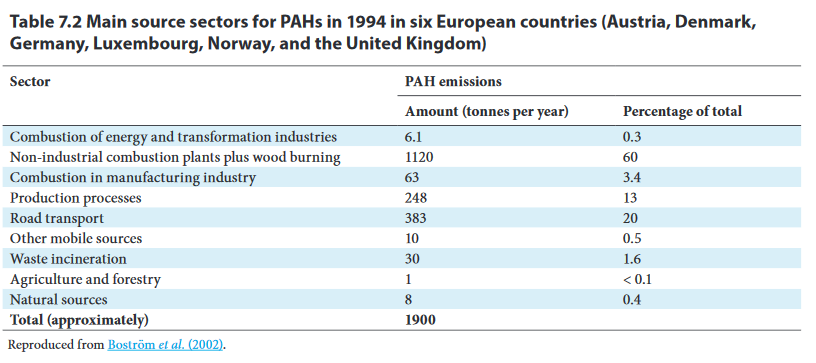 Table 7.2 Main source sectors for PAHs in 1994 in six European countries (Austria, Denmark,
Germany, Luxembourg, Norway, and the United Kingdom)
Sector PAH emissions
Amount (tonnes per year) Percentage of total
Combustion of energy and transformation industries 6.1 0.3
Non-industrial combustion plants plus wood burning 1120 60
Combustion in manufacturing industry 63 3.4
Production processes 248 13
Road transport 383 20
Other mobile sources 10 0.5
Waste incineration 30 1.6
Agriculture and forestry 1 < 0.1
Natural sources 8 0.4
Total (approximately) 1900
Reproduced from Boström et al. (2002).